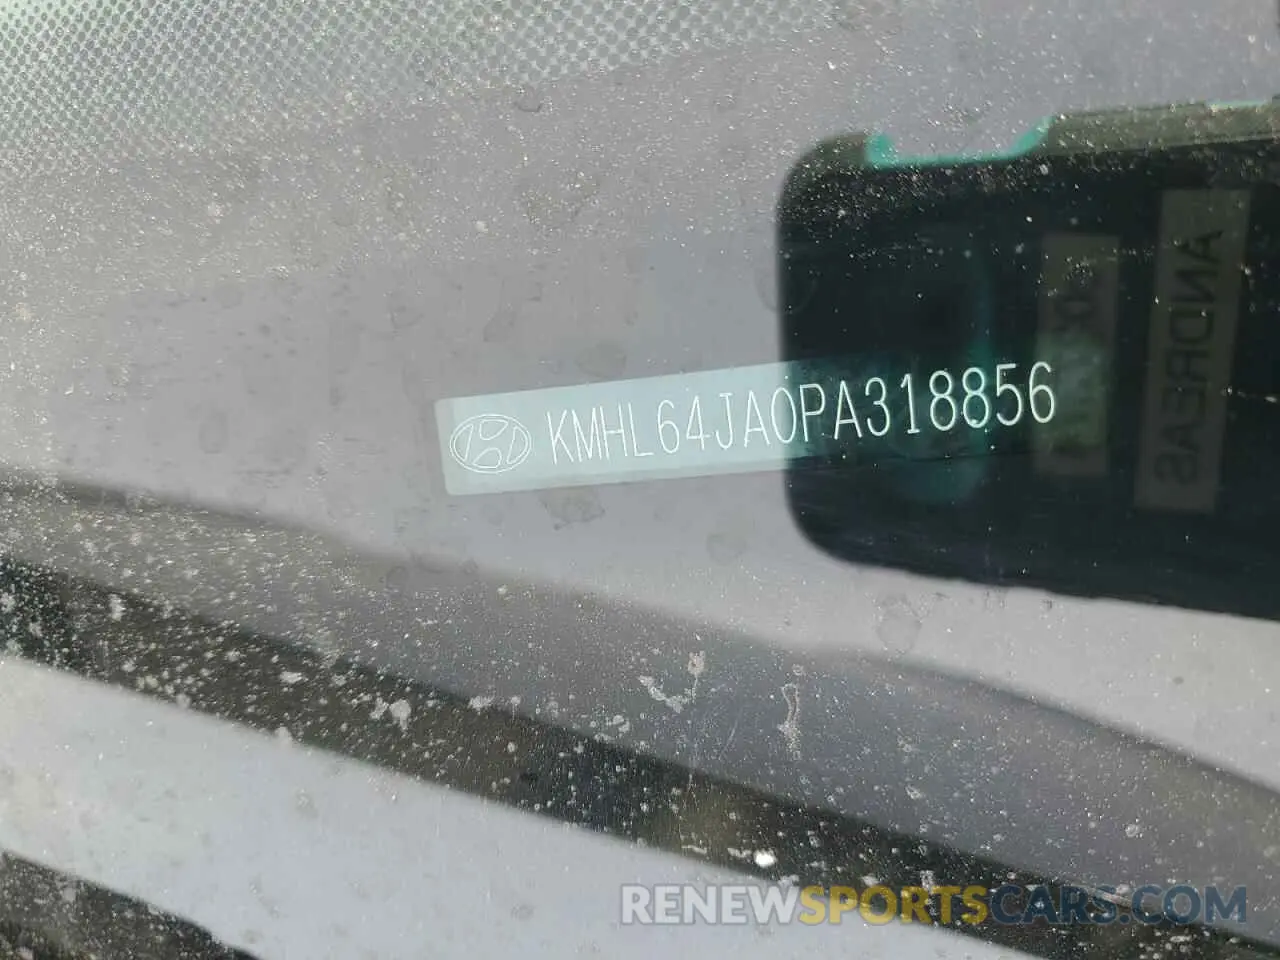 KMHL64JA0PA318856
ANDREAS
RENEWSPORTSCARS.COM